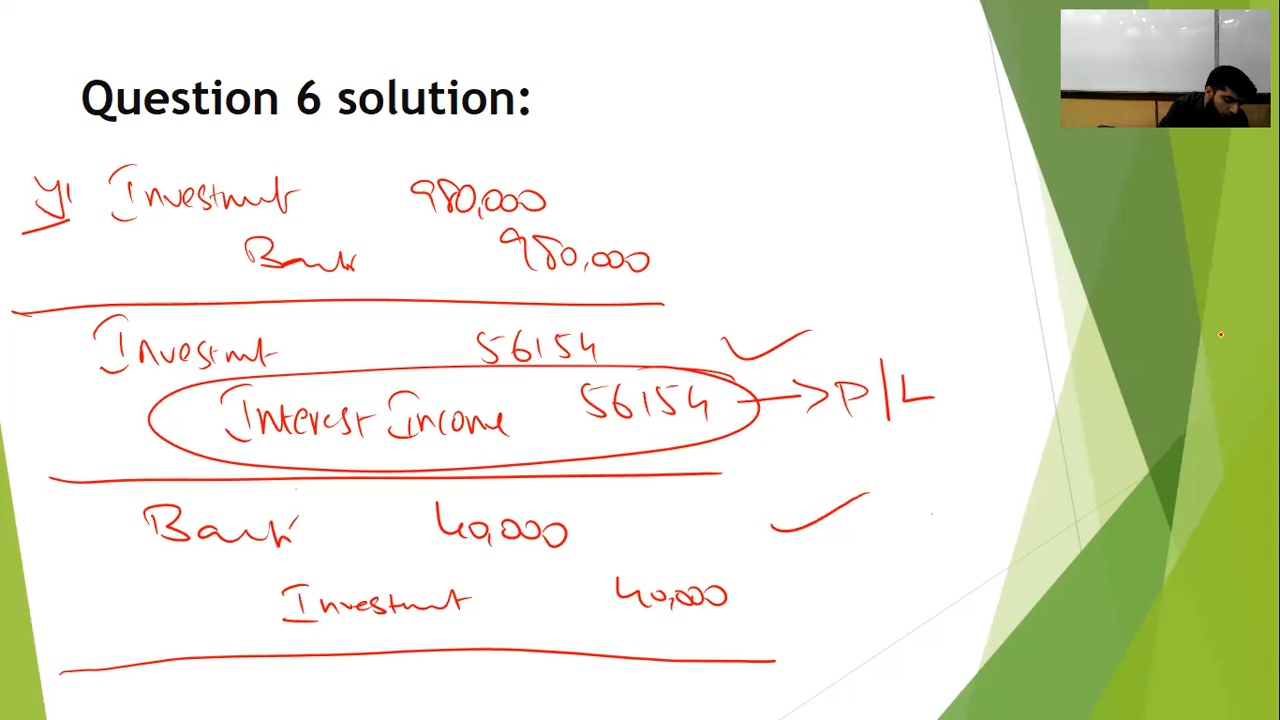 Question 6 solution:
Y1 Investment 980,000
Bank 980,000
Investment 56154
Interest Income 56154 → P/L
Bank 40,000
Investment 40,000